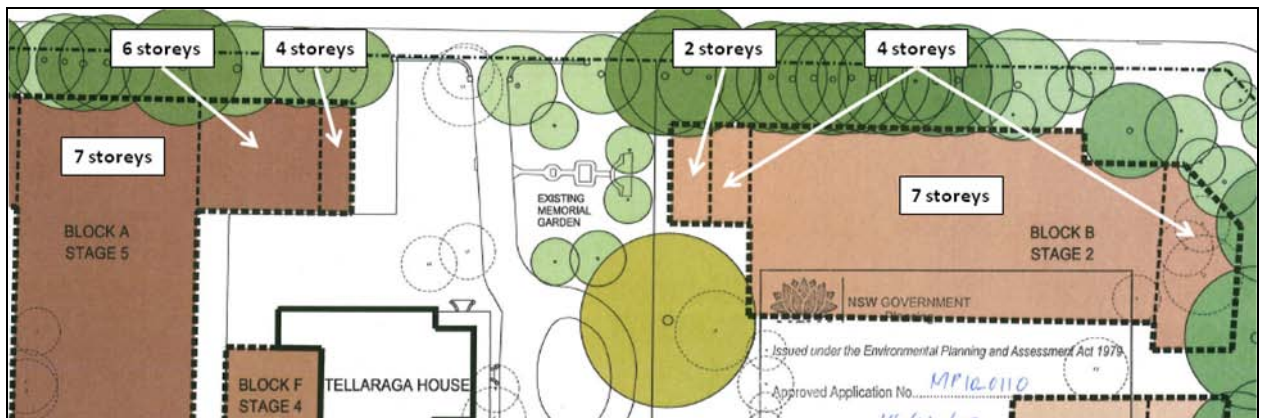 6 storeys
4 storeys
2 storeys
4 storeys
7 storeys
7 storeys
BLOCK A
STAGE 5
EXISTING
MEMORIAL
GARDEN
BLOCK B
STAGE 2
NSW GOVERNMENT
Planning
Issued under the Environmental Planning and Assessment Act 1979
Approved Application No. MP10_0110
BLOCK F
STAGE 4
TELLARAGA HOUSE